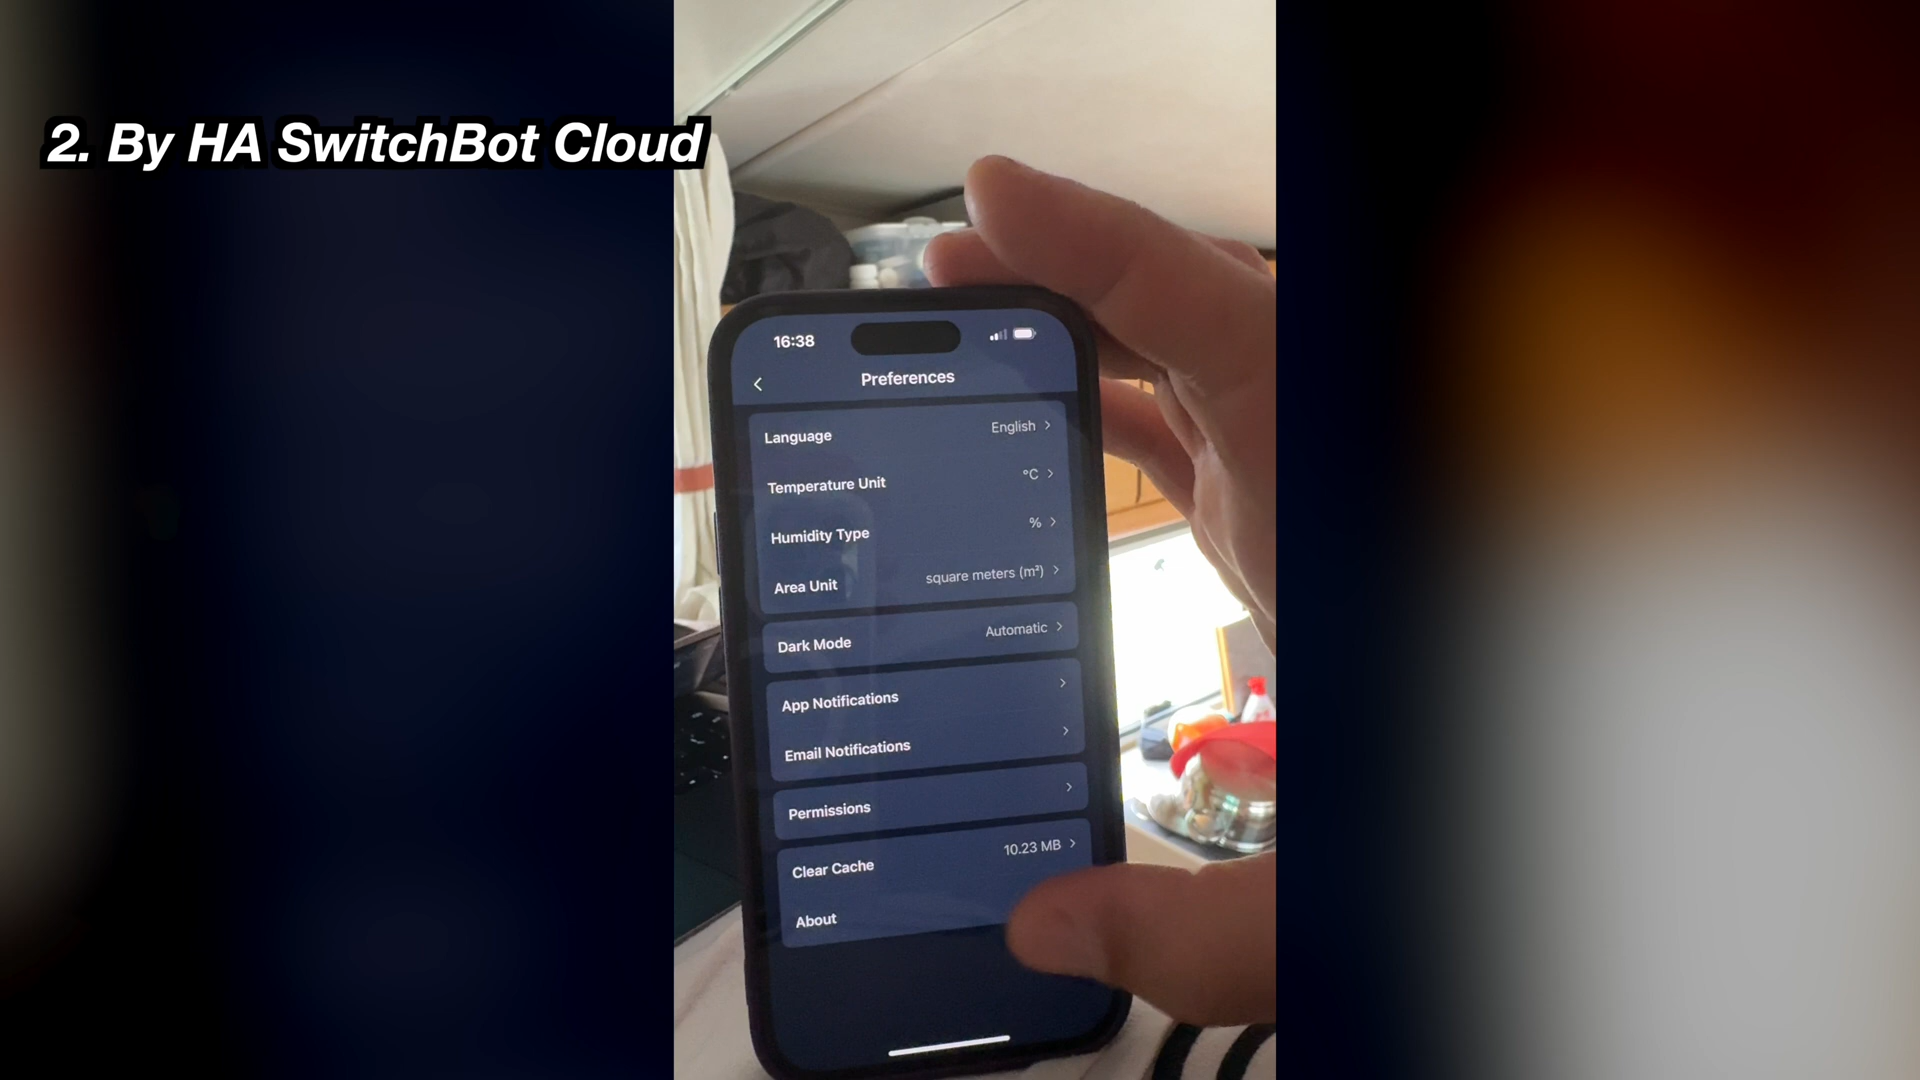 2. By HA SwitchBot Cloud
16:38
Preferences
Language English
Temperature Unit °C
Humidity Type %
Area Unit square meters (m²)
Dark Mode Automatic
App Notifications
Email Notifications
Permissions
Clear Cache 10.23 MB
About